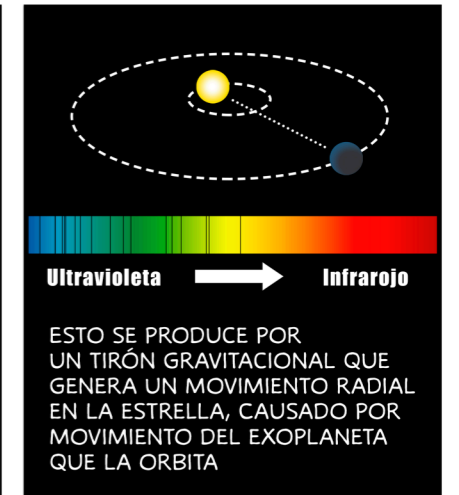 Ultravioleta Infrarojo
ESTO SE PRODUCE POR
UN TIRÓN GRAVITACIONAL QUE
GENERA UN MOVIMIENTO RADIAL
EN LA ESTRELLA, CAUSADO POR
MOVIMIENTO DEL EXOPLANETA
QUE LA ORBITA